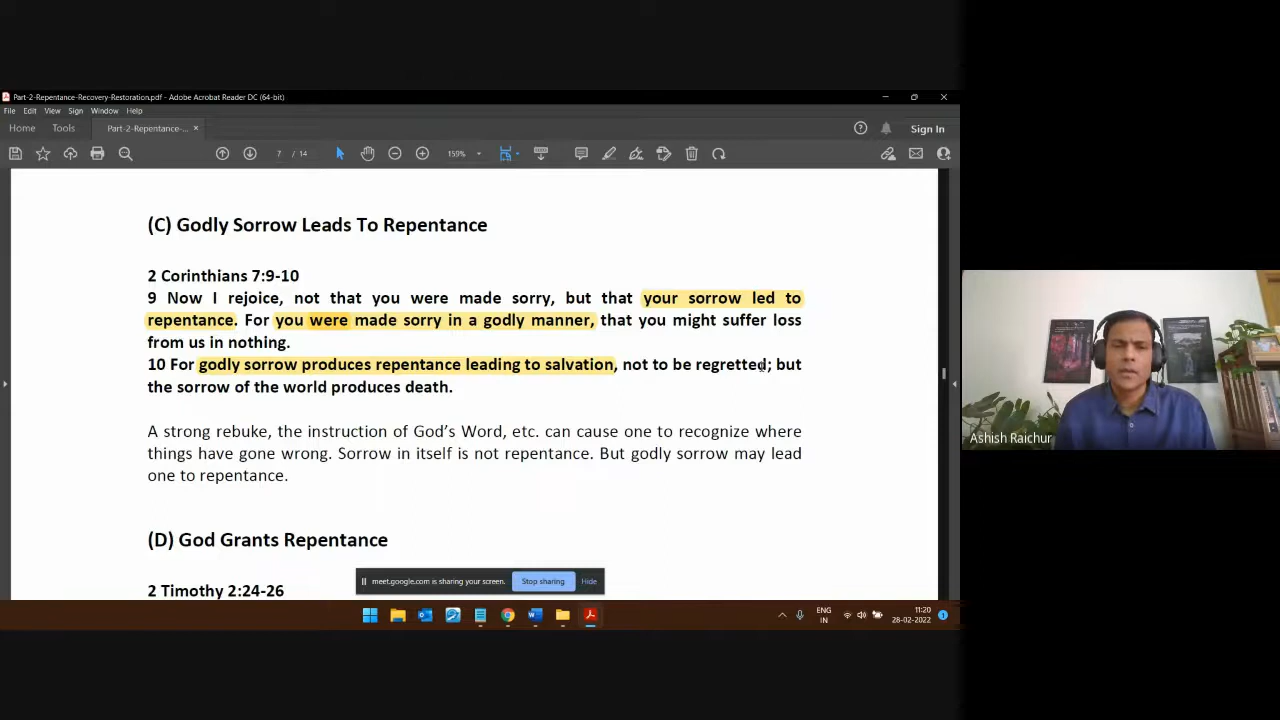 Part-2-Repentance-Recovery-Restoration.pdf - Adobe Acrobat Reader DC (64-bit)
File Edit View Sign Window Help
Home Tools Part-2-Repentance-... × Sign In
7 / 14 159%
(C) Godly Sorrow Leads To Repentance
2 Corinthians 7:9-10
9 Now I rejoice, not that you were made sorry, but that your sorrow led to
repentance. For you were made sorry in a godly manner, that you might suffer loss
from us in nothing.
10 For godly sorrow produces repentance leading to salvation, not to be regretted; but
the sorrow of the world produces death.
A strong rebuke, the instruction of God’s Word, etc. can cause one to recognize where
things have gone wrong. Sorrow in itself is not repentance. But godly sorrow may lead
one to repentance.
(D) God Grants Repentance
2 Timothy 2:24-26
meet.google.com is sharing your screen. Stop sharing Hide
ENG
IN
11:20
28-02-2022
1
Ashish Raichur